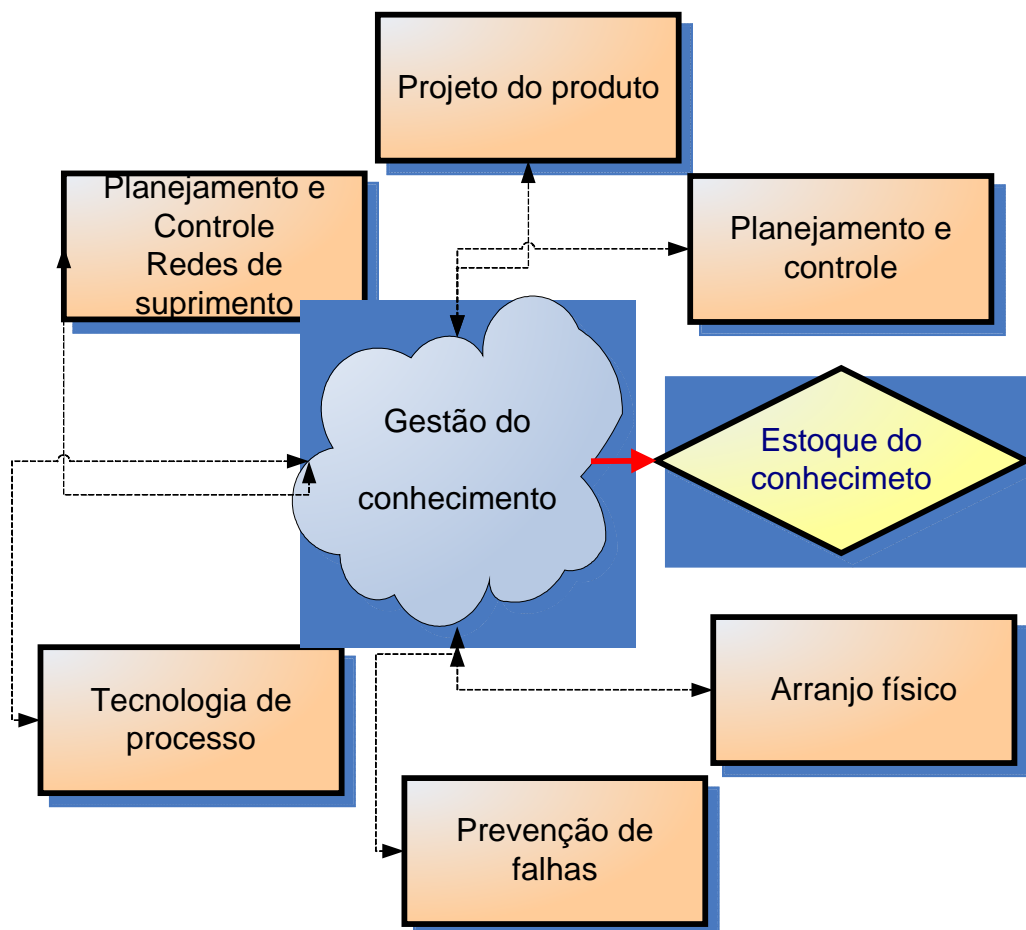 Projeto do produto
Planejamento e
Controle
Redes de
suprimento
Planejamento e
controle
Gestão do
conhecimento
Estoque do
conhecimeto
Tecnologia de
processo
Arranjo físico
Prevenção de
falhas